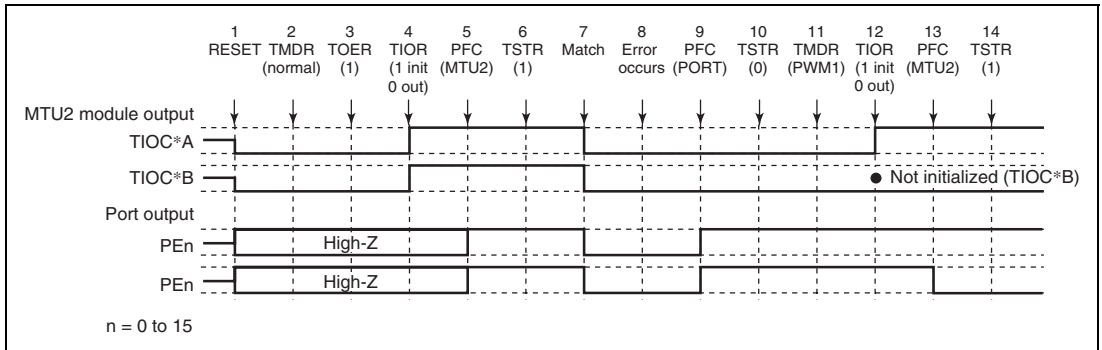 1 2 3 4 5 6 7 8 9 10 11 12 13 14
RESET TMDR TOER TIOR PFC TSTR Match Error PFC TSTR TMDR TIOR PFC TSTR
(normal) (1) (1 init (MTU2) (1) occurs (PORT) (0) (PWM1) (1 init (MTU2) (1)
0 out) 0 out)
MTU2 module output
TIOC*A
TIOC*B
● Not initialized (TIOC*B)
Port output
PEn
High-Z
PEn
High-Z
n = 0 to 15